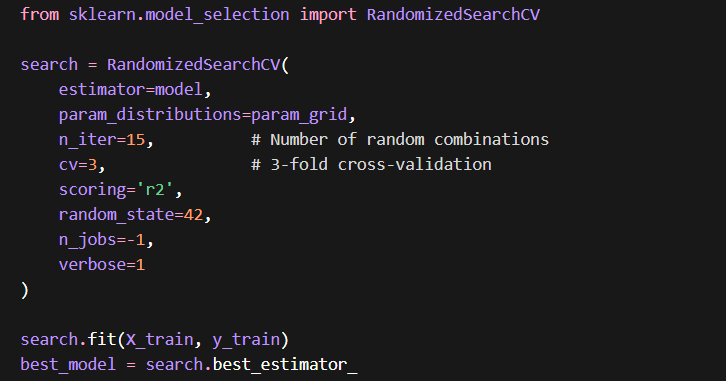 from sklearn.model_selection import RandomizedSearchCV

search = RandomizedSearchCV(
    estimator=model,
    param_distributions=param_grid,
    n_iter=15,          # Number of random combinations
    cv=3,               # 3-fold cross-validation
    scoring='r2',
    random_state=42,
    n_jobs=-1,
    verbose=1
)

search.fit(X_train, y_train)
best_model = search.best_estimator_